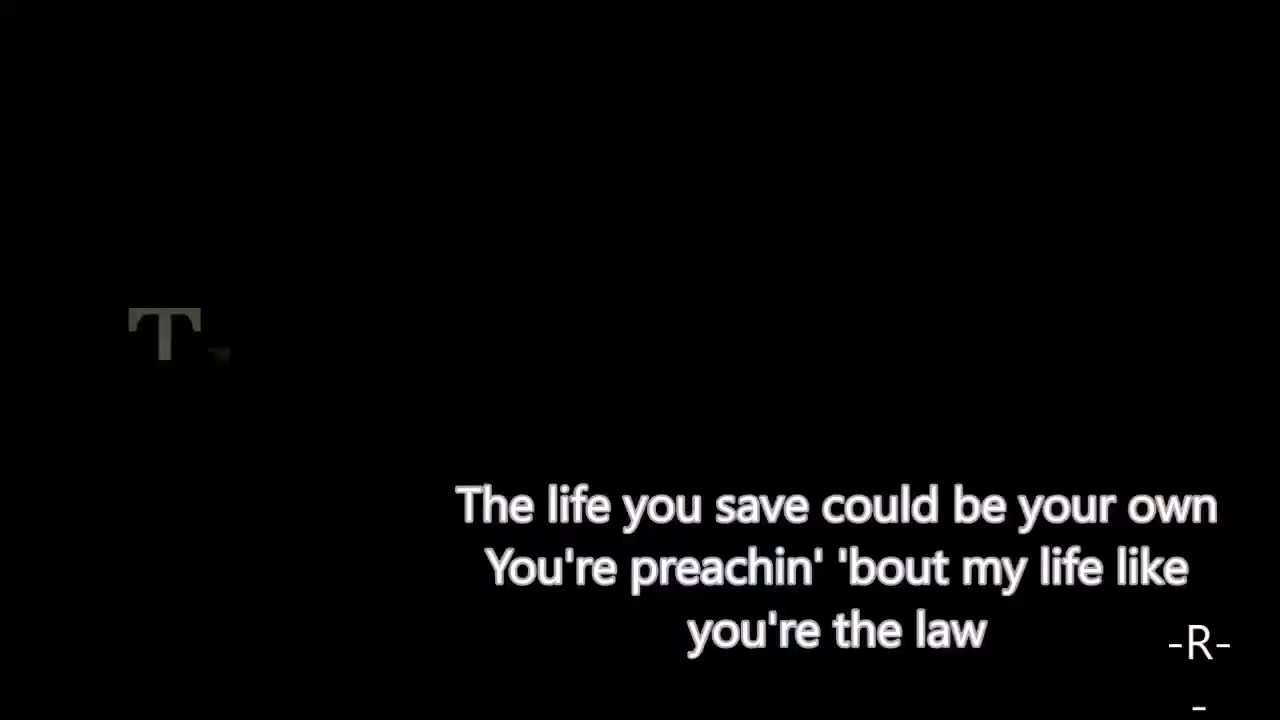 T
The life you save could be your own
You're preachin' 'bout my life like
you're the law
-R-
-